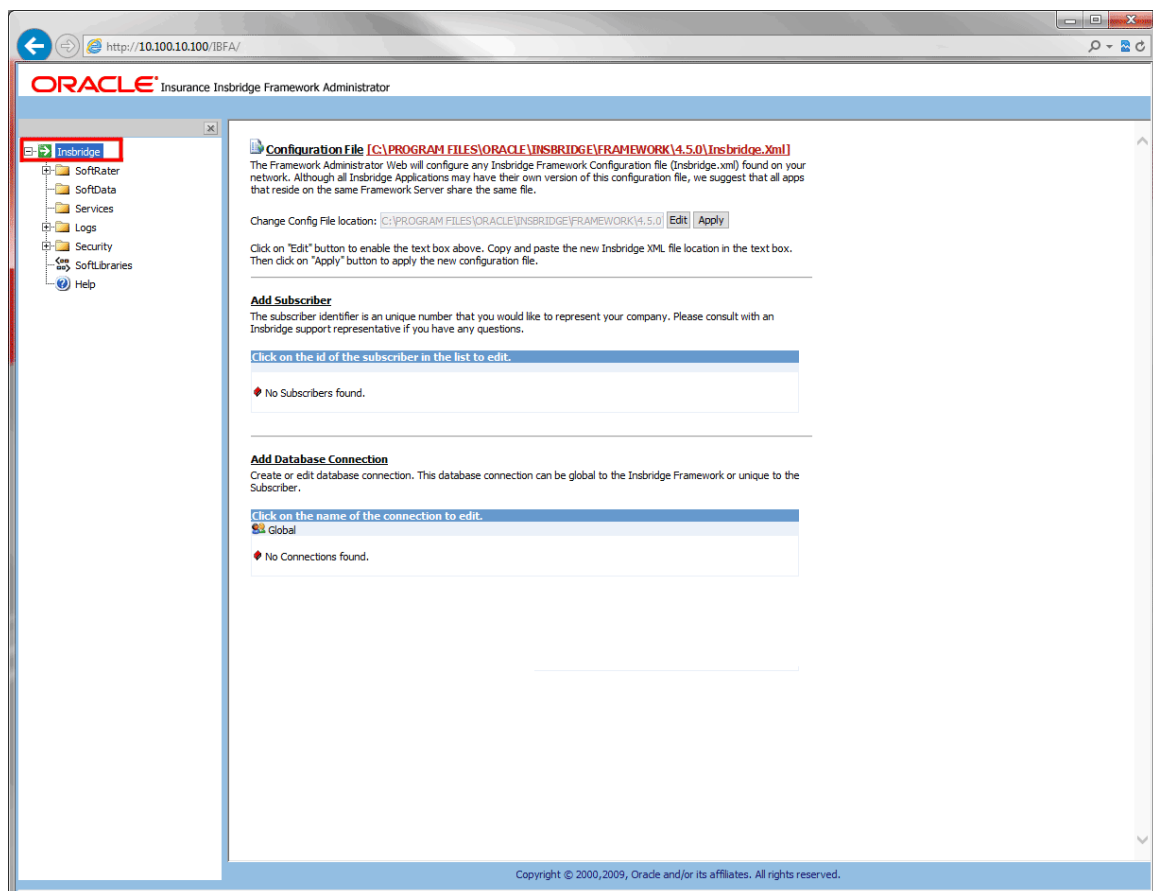 http://10.100.10.100/IBFA/
ORACLE Insurance Insbridge Framework Administrator
Insbridge
SoftRater
SoftData
Services
Logs
Security
SoftLibraries
Help
Configuration File [C:\PROGRAM FILES\ORACLE\INSBRIDGE\FRAMEWORK\4.5.0\Insbridge.Xml]
The Framework Administrator Web will configure any Insbridge Framework Configuration file (Insbridge.xml) found on your
network. Although all Insbridge Applications may have their own version of this configuration file, we suggest that all apps
that reside on the same Framework Server share the same file.
Change Config File location: C:\PROGRAM FILES\ORACLE\INSBRIDGE\FRAMEWORK\4.5.0 Edit Apply
Click on "Edit" button to enable the text box above. Copy and paste the new Insbridge XML file location in the text box.
Then click on "Apply" button to apply the new configuration file.
Add Subscriber
The subscriber identifier is an unique number that you would like to represent your company. Please consult with an
Insbridge support representative if you have any questions.
Click on the id of the subscriber in the list to edit.
No Subscribers found.
Add Database Connection
Create or edit database connection. This database connection can be global to the Insbridge Framework or unique to the
Subscriber.
Click on the name of the connection to edit.
Global
No Connections found.
Copyright © 2000,2009, Oracle and/or its affiliates. All rights reserved.